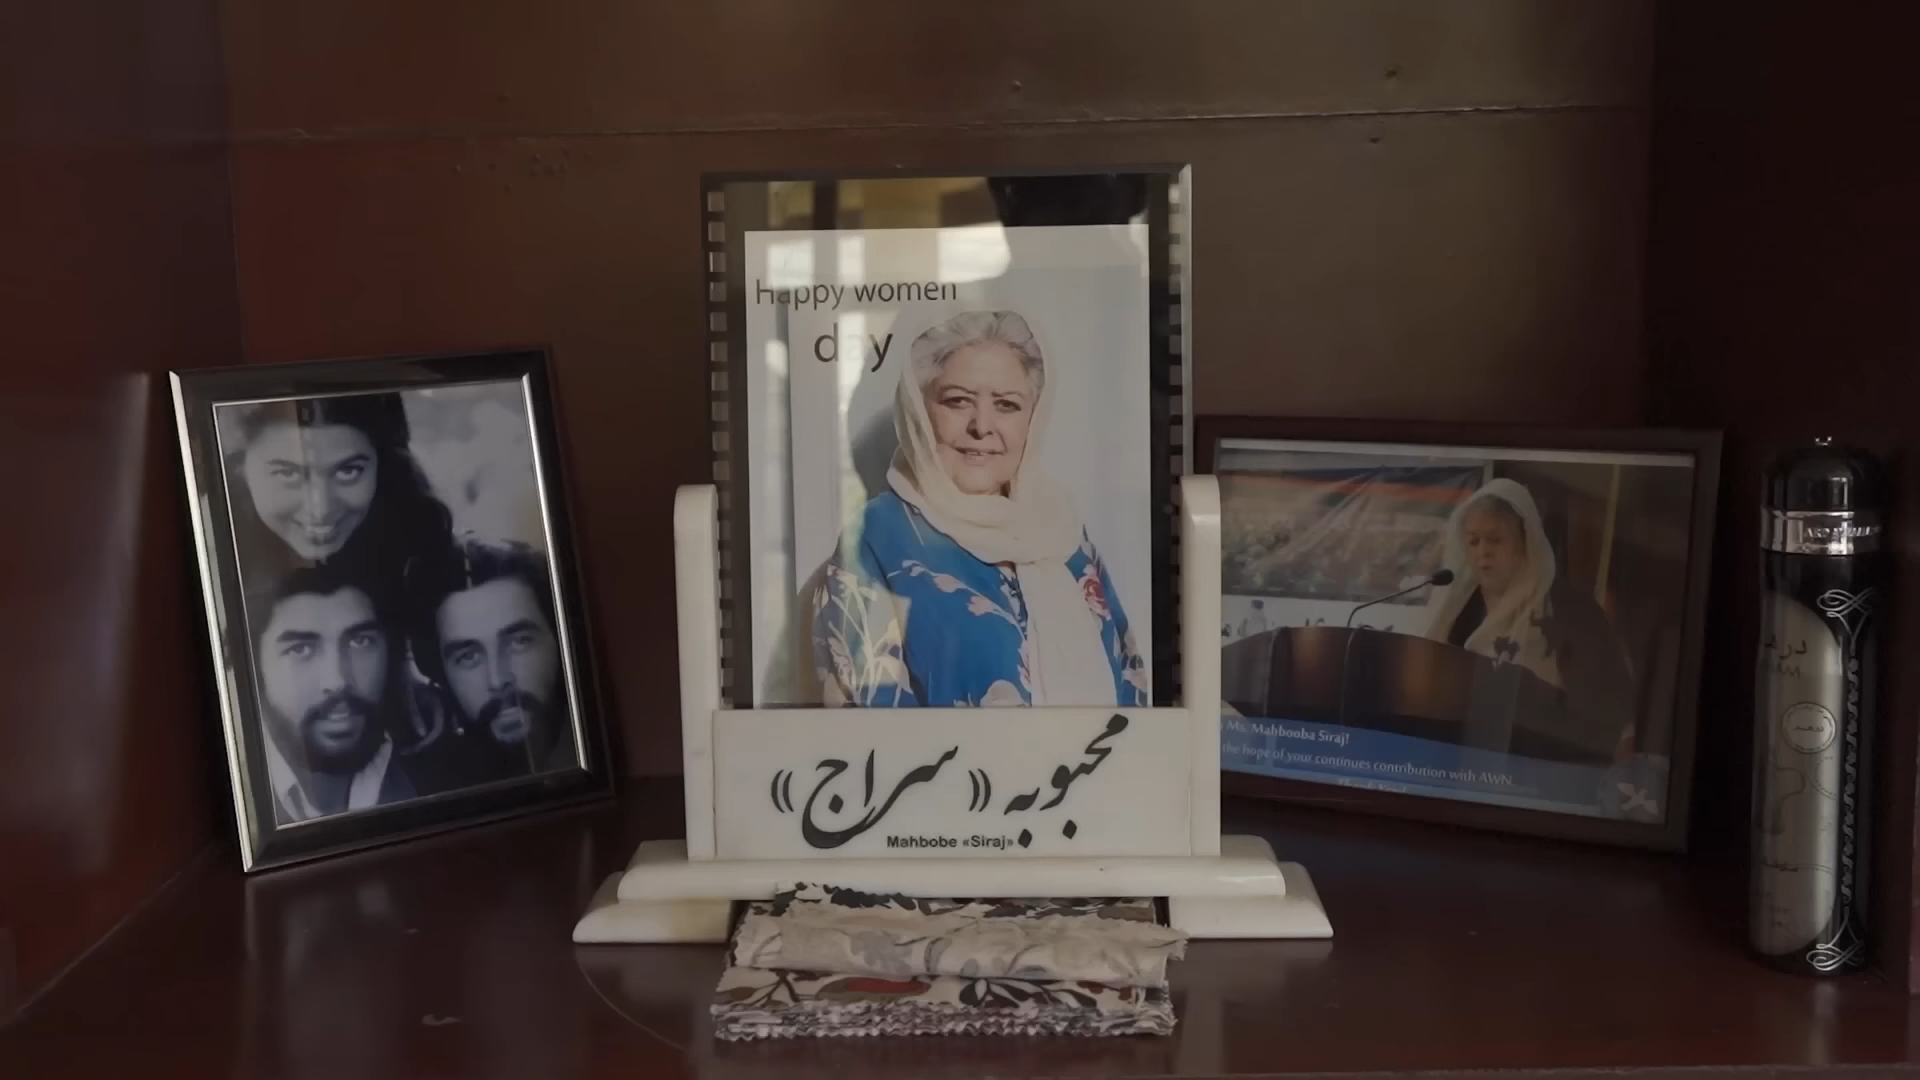 Happy women
day
محبوبه «سراج»
Mahbobe «Siraj»
Ms. Mahbooba Siraj!
the hope of your continues contribution with AWN.